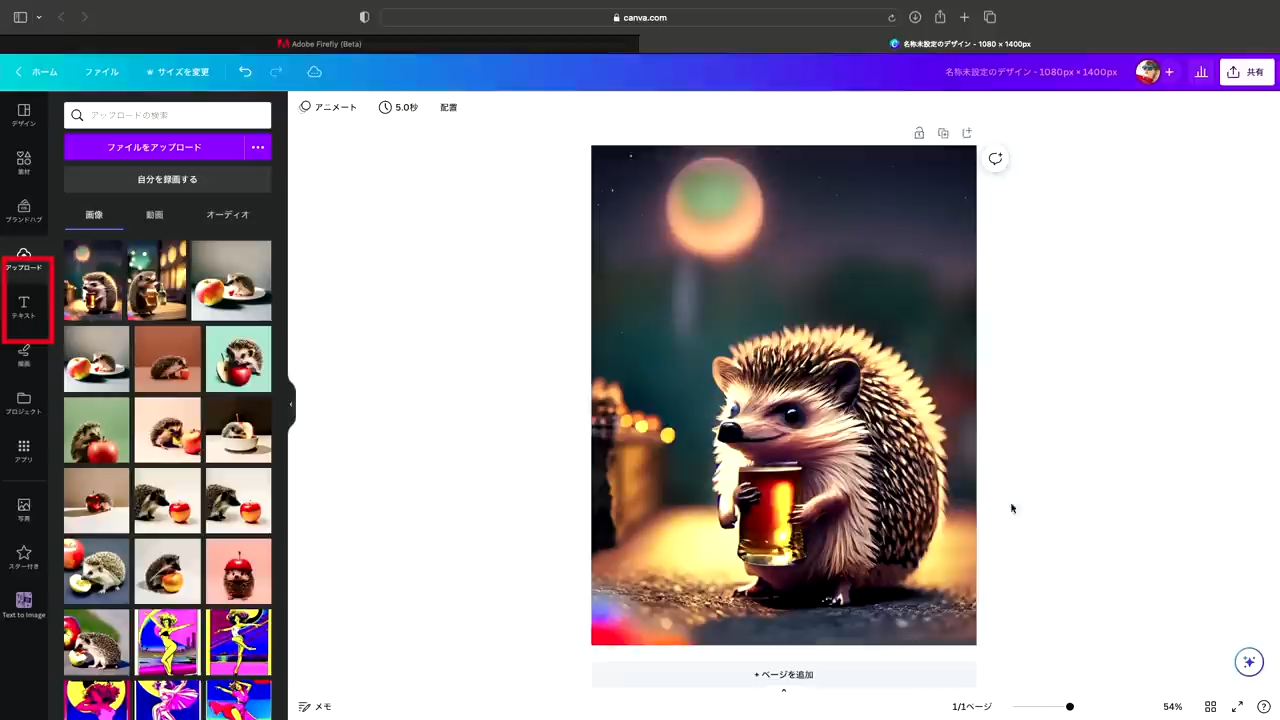 canva.com
Adobe Firefly (Beta)
名称未設定のデザイン - 1080 × 1400px
ホーム
ファイル
サイズを変更
名称未設定のデザイン - 1080px × 1400px
共有
デザイン
素材
ブランドハブ
アップロード
テキスト
描画
プロジェクト
アプリ
写真
スター付き
Text to Image
アップロードの検索
ファイルをアップロード
自分を録画する
画像
動画
オーディオ
アニメート
5.0秒
配置
+ ページを追加
メモ
1/1ページ
54%